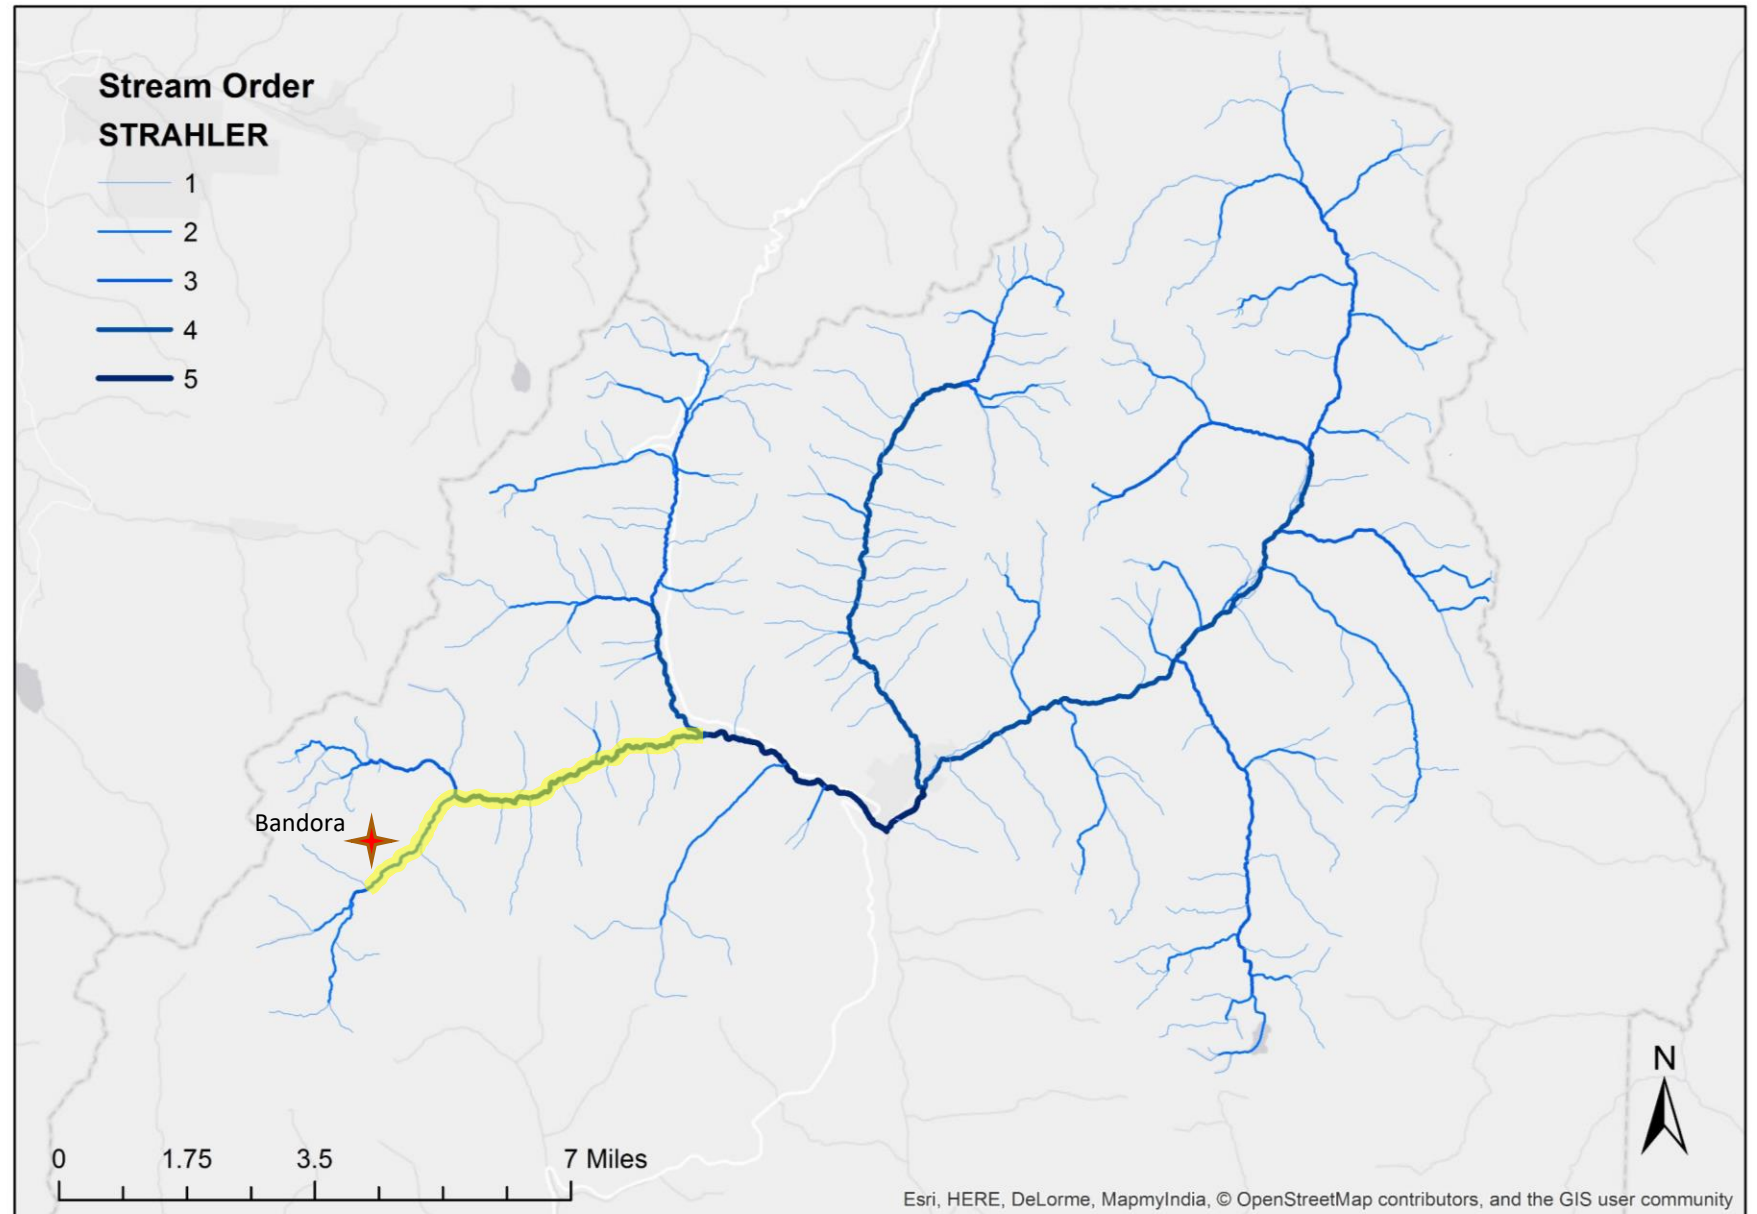 Stream Order
STRAHLER
1
2
3
4
5
Bandora
N
0 1.75 3.5 7 Miles
Esri, HERE, DeLorme, MapmyIndia, © OpenStreetMap contributors, and the GIS user community